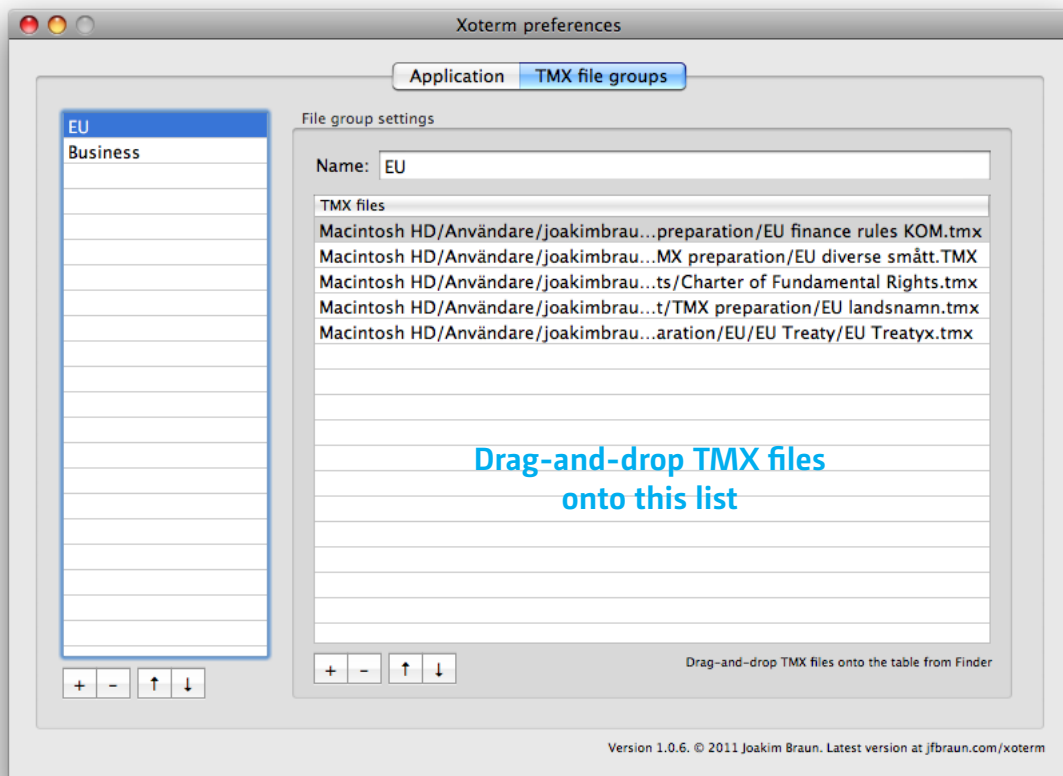 Xoterm preferences
Application TMX file groups
EU
Business
File group settings
Name: EU
TMX files
Macintosh HD/Användare/joakimbrau...preparation/EU finance rules KOM.tmx
Macintosh HD/Användare/joakimbrau...MX preparation/EU diverse smått.TMX
Macintosh HD/Användare/joakimbrau...ts/Charter of Fundamental Rights.tmx
Macintosh HD/Användare/joakimbrau...t/TMX preparation/EU landsnamn.tmx
Macintosh HD/Användare/joakimbrau...aration/EU/EU Treaty/EU Treatyx.tmx
Drag-and-drop TMX files
onto this list
+ - ↑ ↓
Drag-and-drop TMX files onto the table from Finder
+ - ↑ ↓
Version 1.0.6. © 2011 Joakim Braun. Latest version at jfbraun.com/xoterm